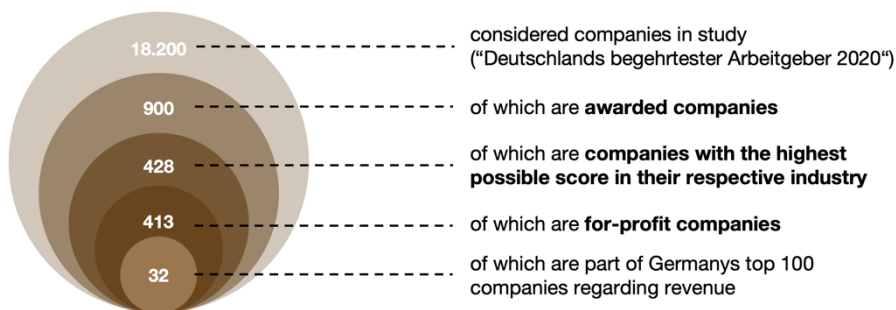 18.200
considered companies in study
(“Deutschlands begehrtester Arbeitgeber 2020“)
900
of which are awarded companies
428
of which are companies with the highest
possible score in their respective industry
413
of which are for-profit companies
32
of which are part of Germanys top 100
companies regarding revenue